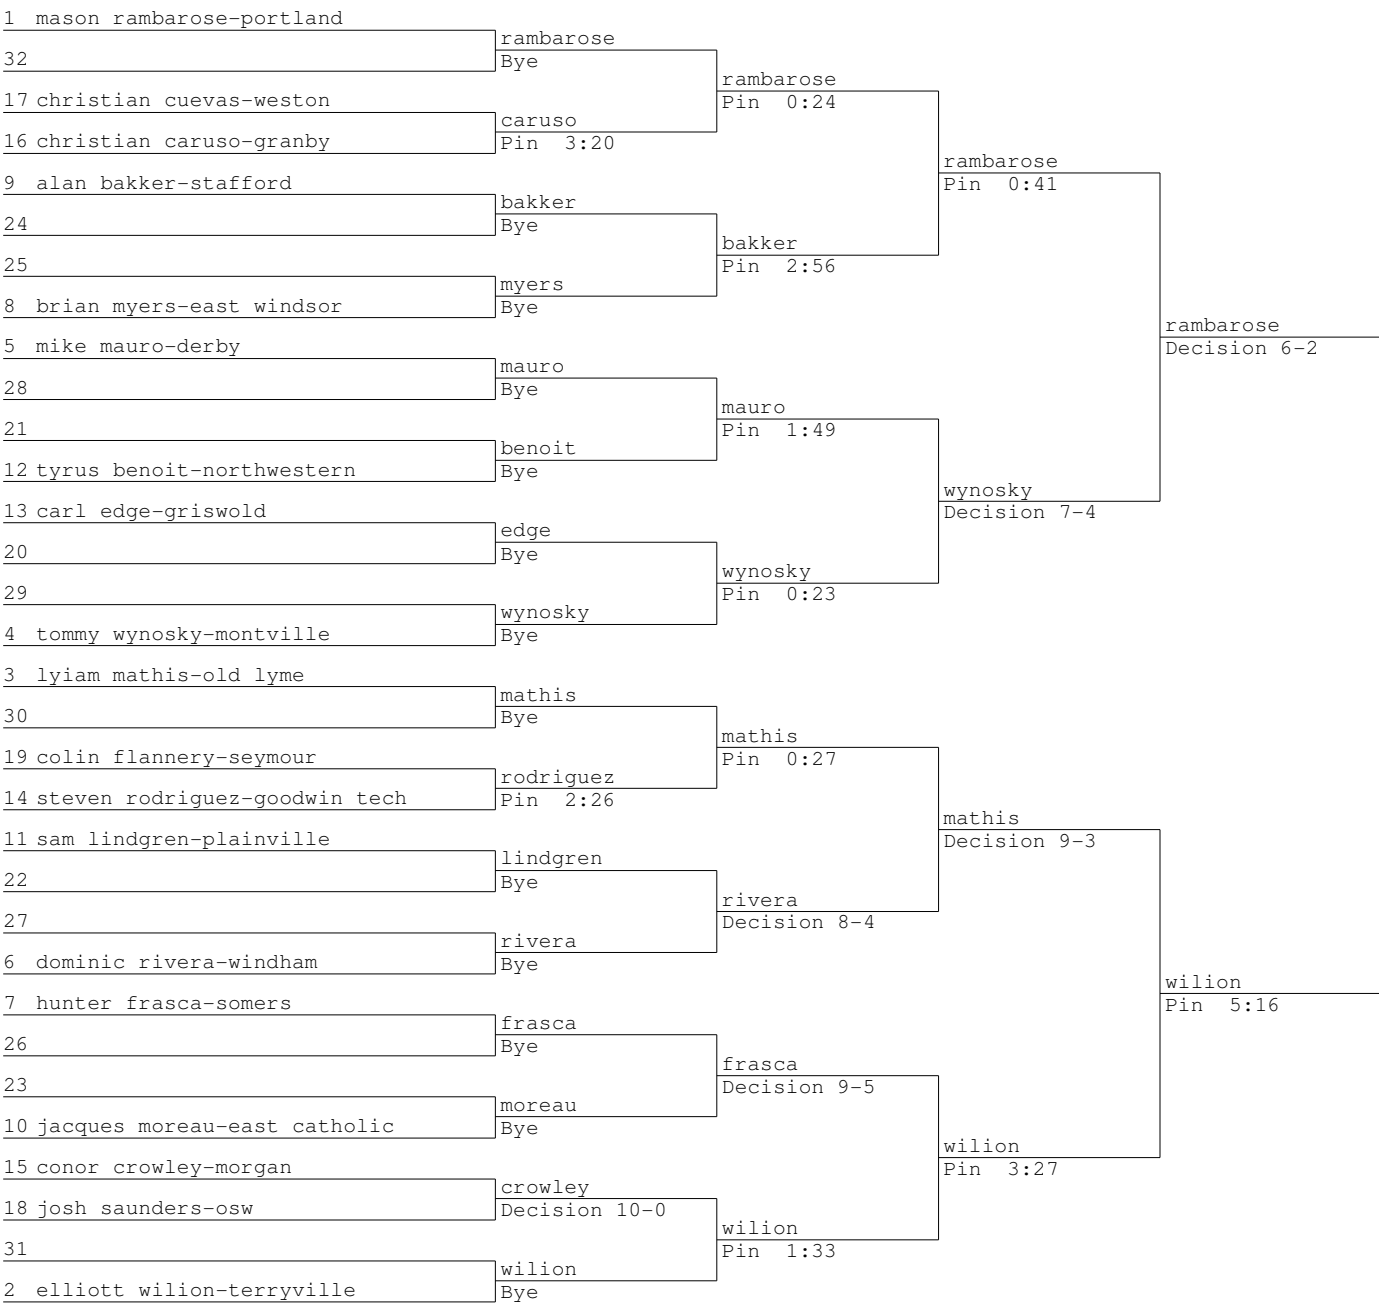 1 mason rambarose-portland
32
17 christian cuevas-weston
16 christian caruso-granby
9 alan bakker-stafford
24
25
8 brian myers-east windsor
5 mike mauro-derby
28
21
12 tyrus benoit-northwestern
13 carl edge-griswold
20
29
4 tommy wynosky-montville
3 lyiam mathis-old lyme
30
19 colin flannery-seymour
14 steven rodriguez-goodwin tech
11 sam lindgren-plainville
22
27
6 dominic rivera-windham
7 hunter frasca-somers
26
23
10 jacques moreau-east catholic
15 conor crowley-morgan
18 josh saunders-osw
31
2 elliott wilion-terryville
rambarose
Bye
caruso
Pin 3:20
bakker
Bye
myers
Bye
mauro
Bye
benoit
Bye
edge
Bye
wynosky
Bye
mathis
Bye
rodriguez
Pin 2:26
lindgren
Bye
rivera
Bye
frasca
Bye
moreau
Bye
crowley
Decision 10-0
wilion
Bye
rambarose
Pin 0:24
bakker
Pin 2:56
mauro
Pin 1:49
wynosky
Pin 0:23
mathis
Pin 0:27
rivera
Decision 8-4
frasca
Decision 9-5
wilion
Pin 1:33
rambarose
Pin 0:41
wynosky
Decision 7-4
mathis
Decision 9-3
wilion
Pin 3:27
rambarose
Decision 6-2
wilion
Pin 5:16